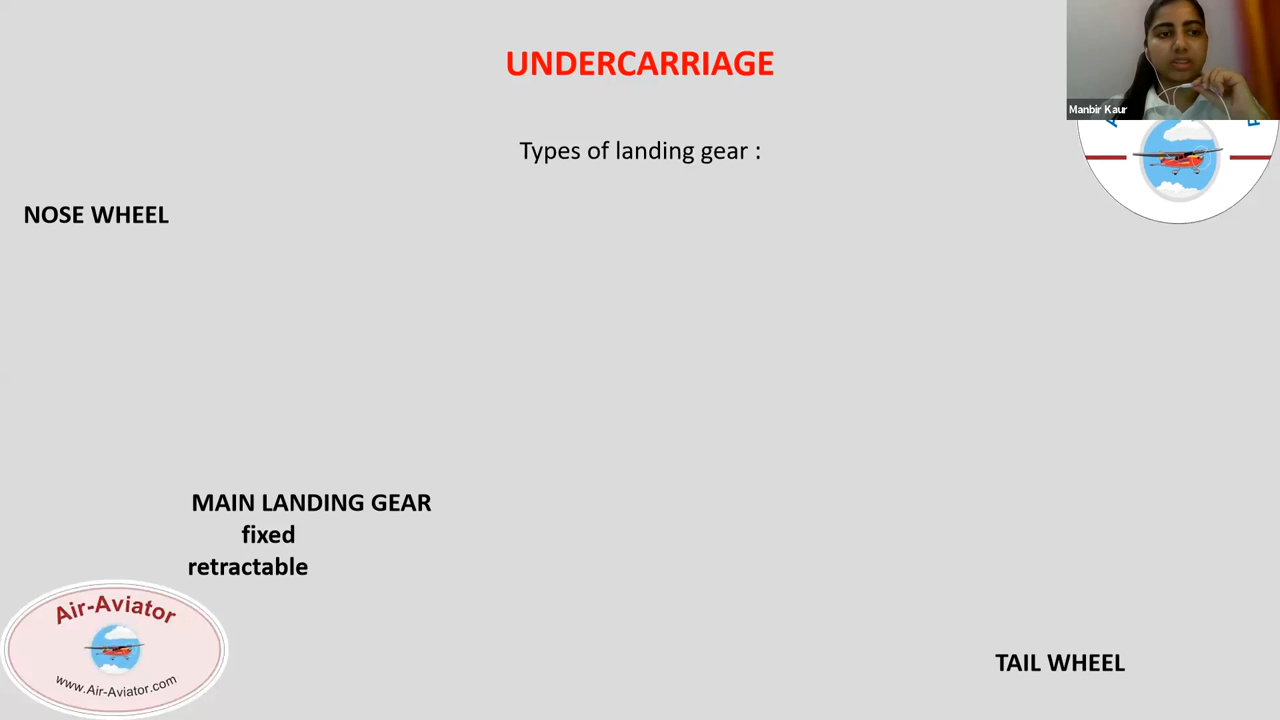 UNDERCARRIAGE
Manbir Kaur
Types of landing gear :
NOSE WHEEL
MAIN LANDING GEAR
fixed
retractable
Air-Aviator
www.Air-Aviator.com
TAIL WHEEL